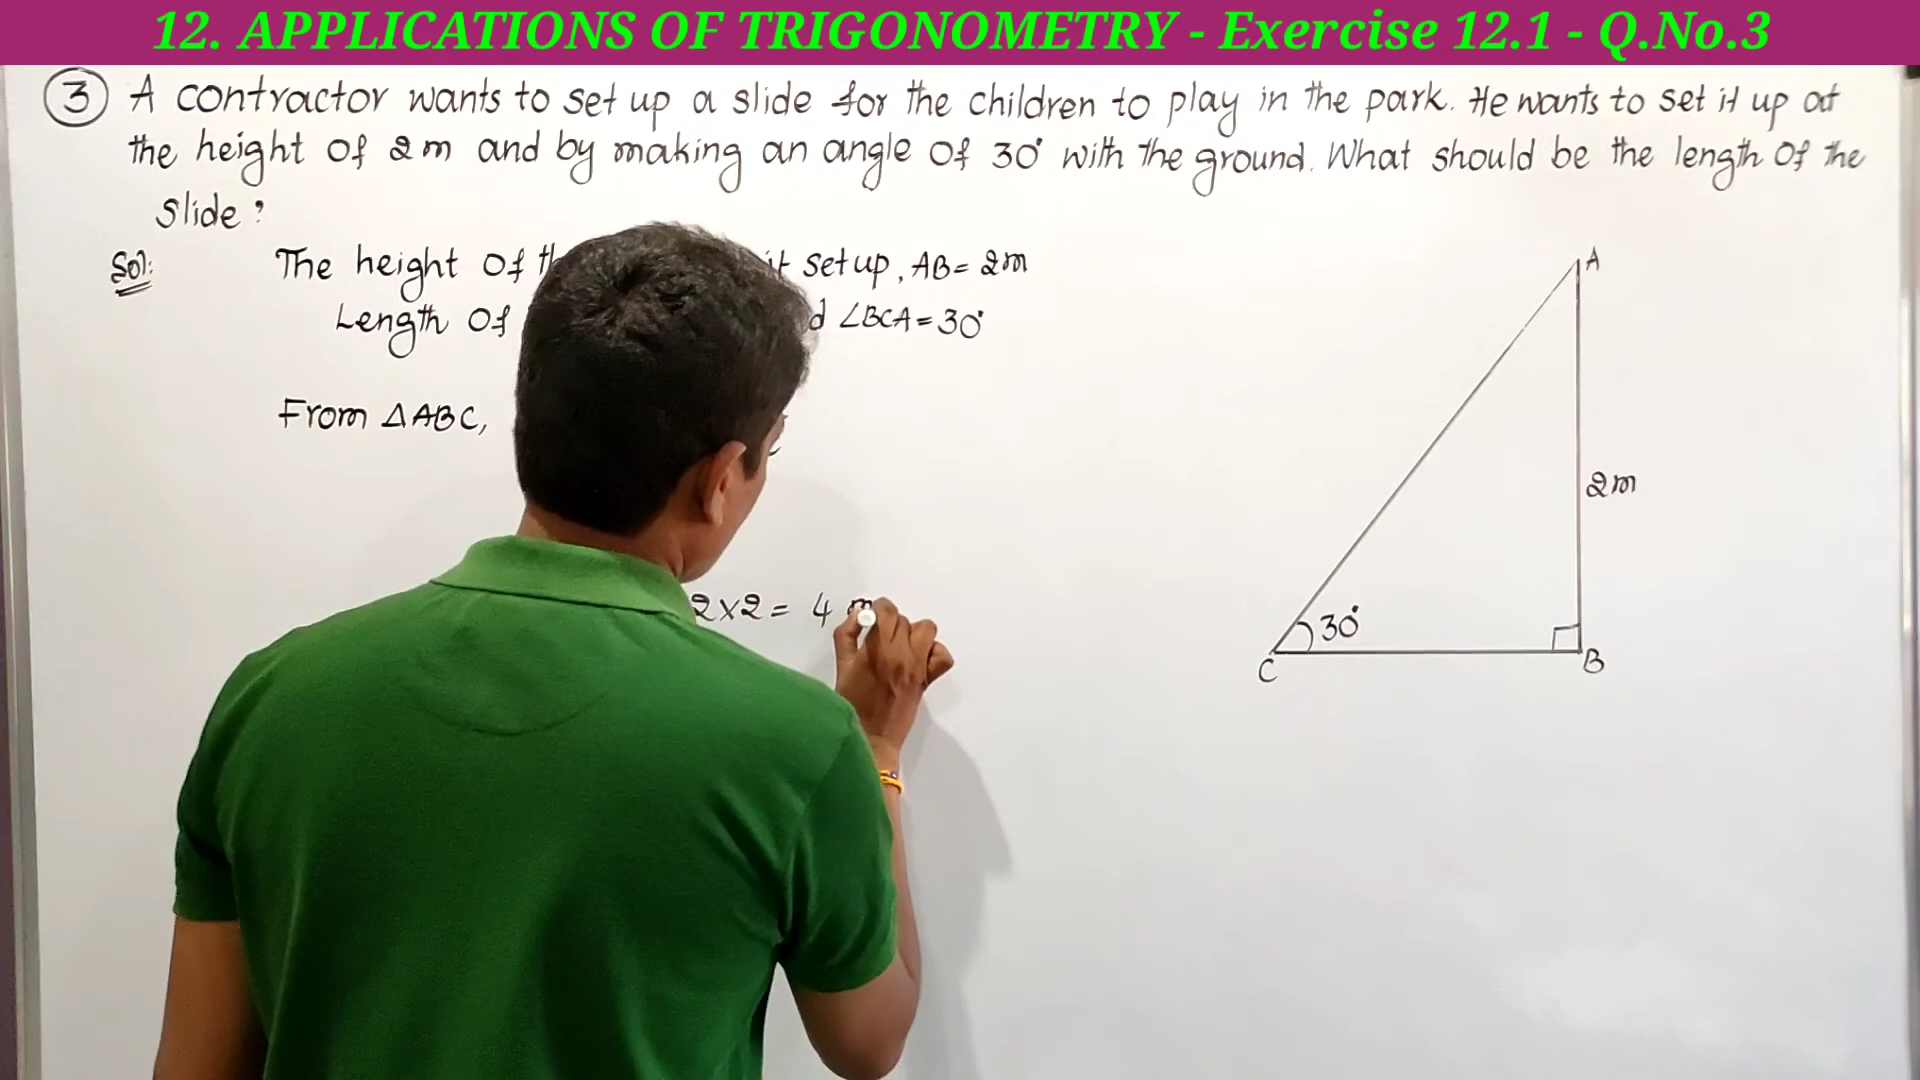 12. APPLICATIONS OF TRIGONOMETRY - Exercise 12.1 - Q.No.3
3 A contractor wants to set up a slide for the children to play in the park. He wants to set it up at
the height of 2m and by making an angle of 30° with the ground. What should be the length of the
slide?
Sol: The height of it set up, AB = 2m
Length of ∠BCA = 30°
From ΔABC,
2×2 = 4 m
A
2m
30°
C
B